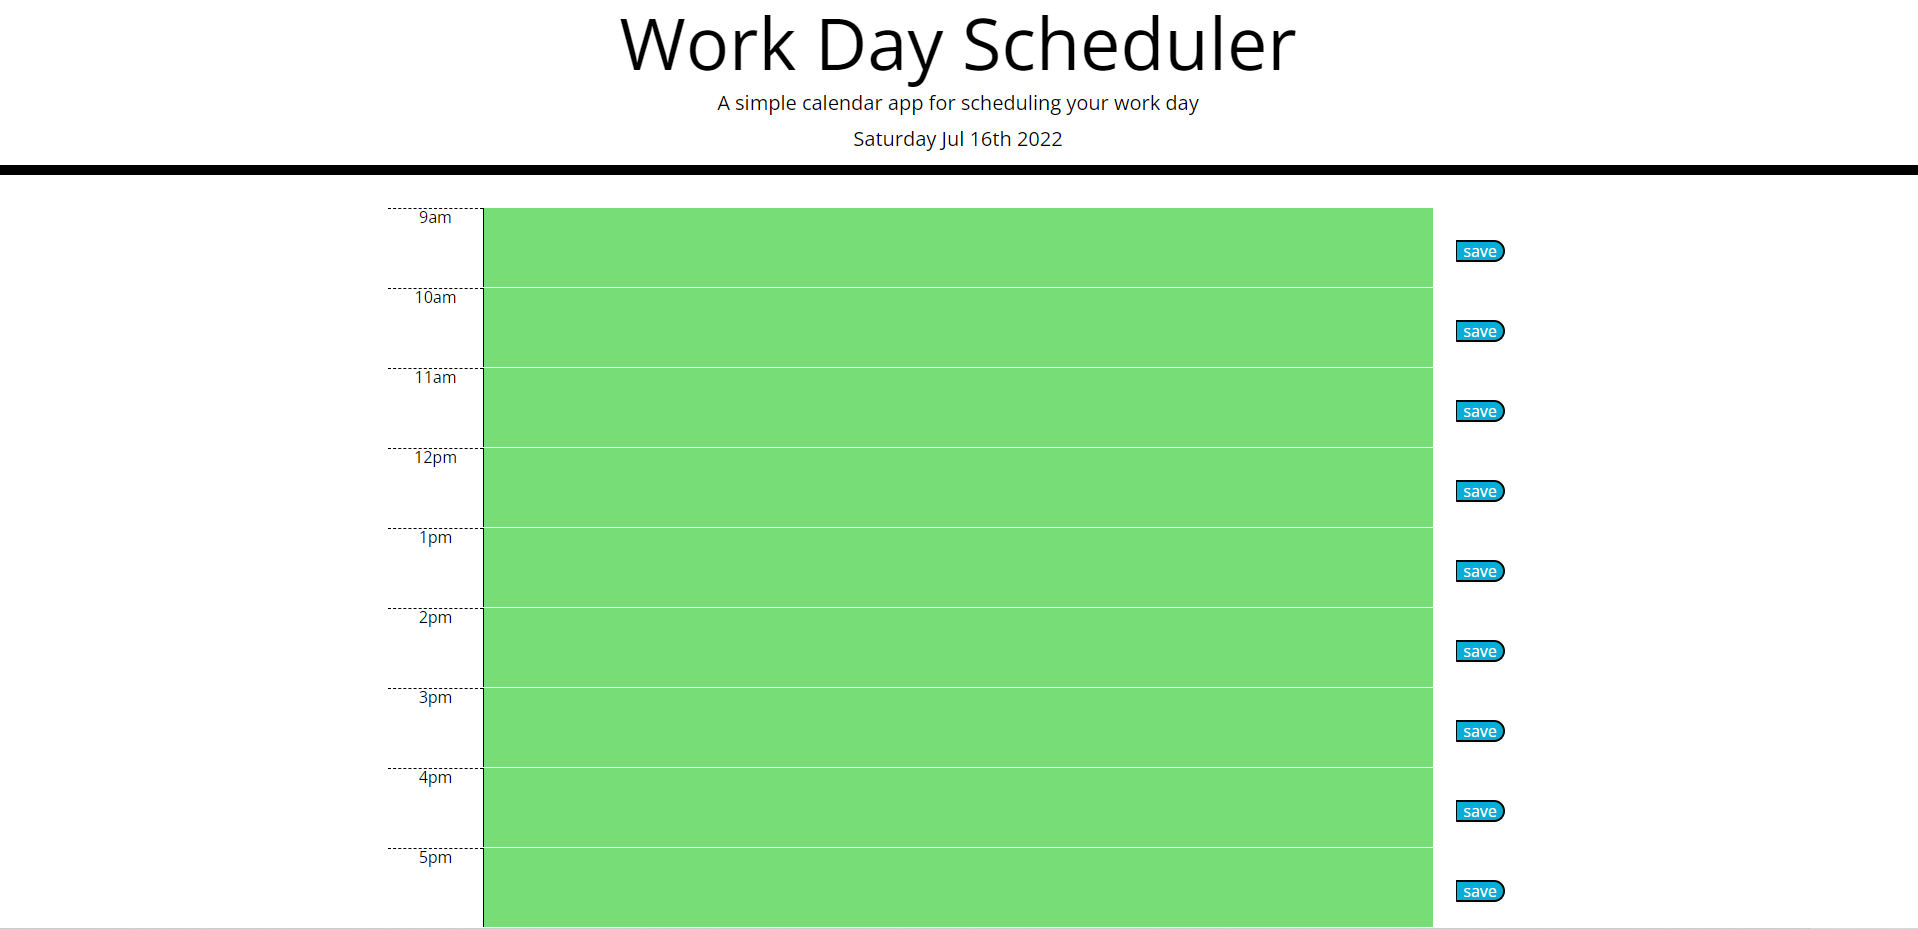 Work Day Scheduler
A simple calendar app for scheduling your work day
Saturday Jul 16th 2022
9am
save
10am
save
11am
save
12pm
save
1pm
save
2pm
save
3pm
save
4pm
save
5pm
save